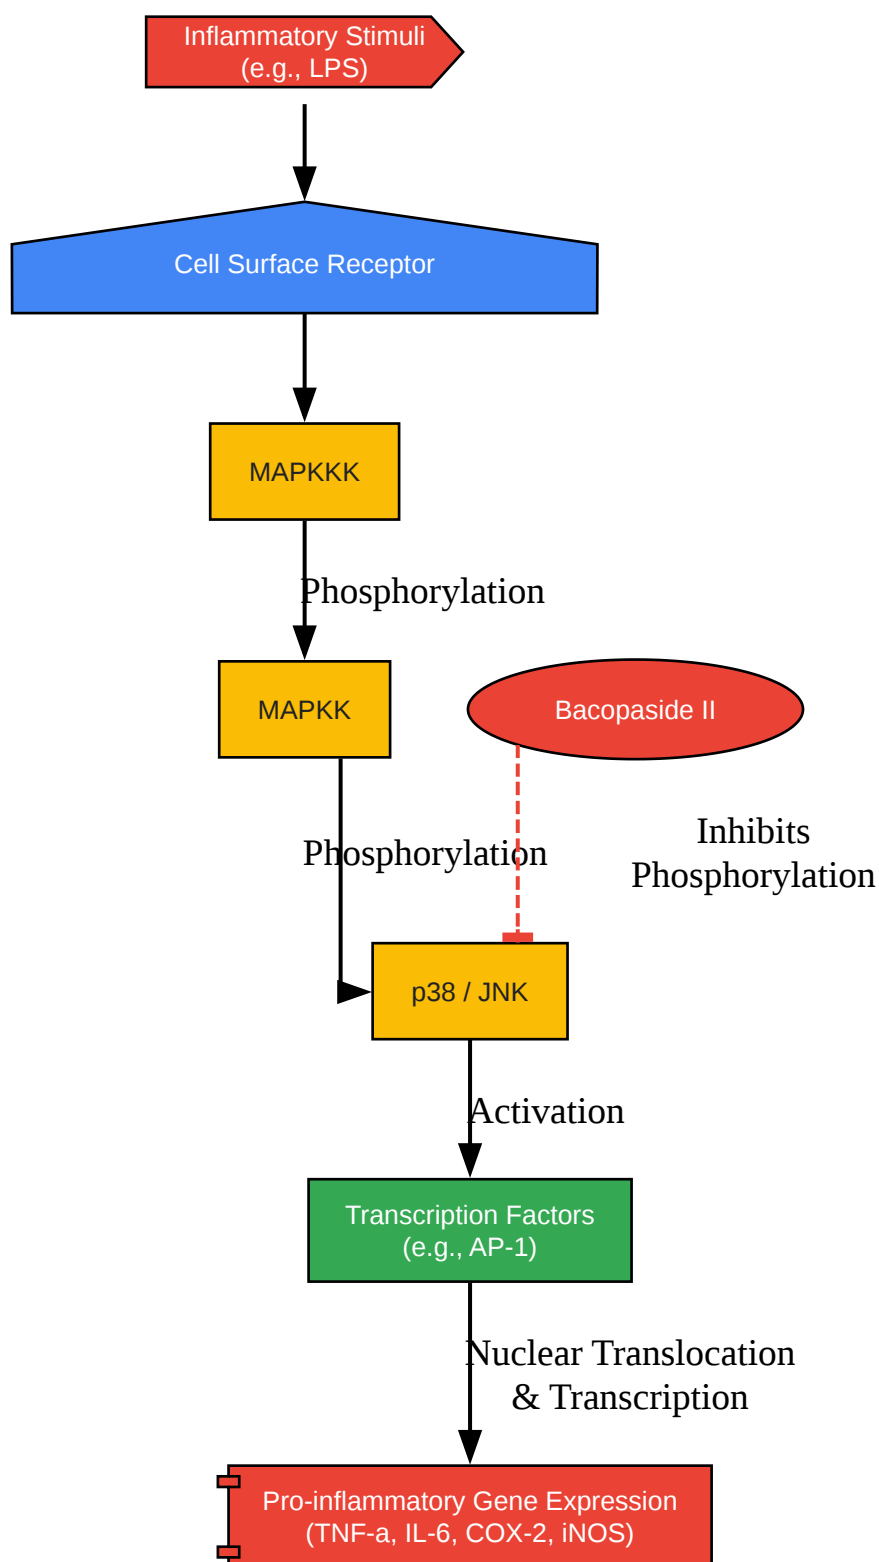 Inflammatory Stimuli
(e.g., LPS)
Cell Surface Receptor
MAPKKK
Phosphorylation
MAPKK
Bacopaside II
Inhibits
Phosphorylation
Phosphorylation
p38 / JNK
Activation
Transcription Factors
(e.g., AP-1)
Nuclear Translocation
& Transcription
Pro-inflammatory Gene Expression
(TNF-a, IL-6, COX-2, iNOS)